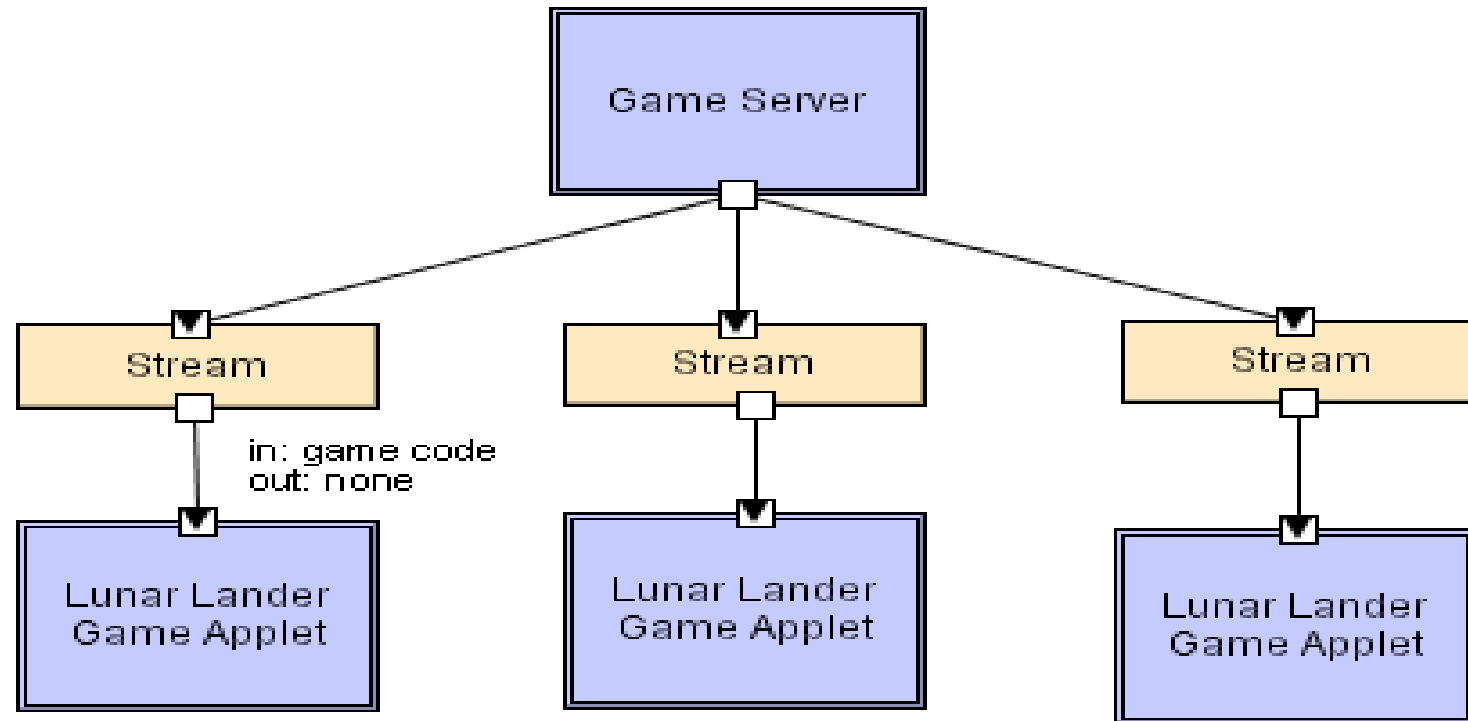 Game Server
Stream
Stream
Stream
in: game code
out: none
Lunar Lander
Game Applet
Lunar Lander
Game Applet
Lunar Lander
Game Applet